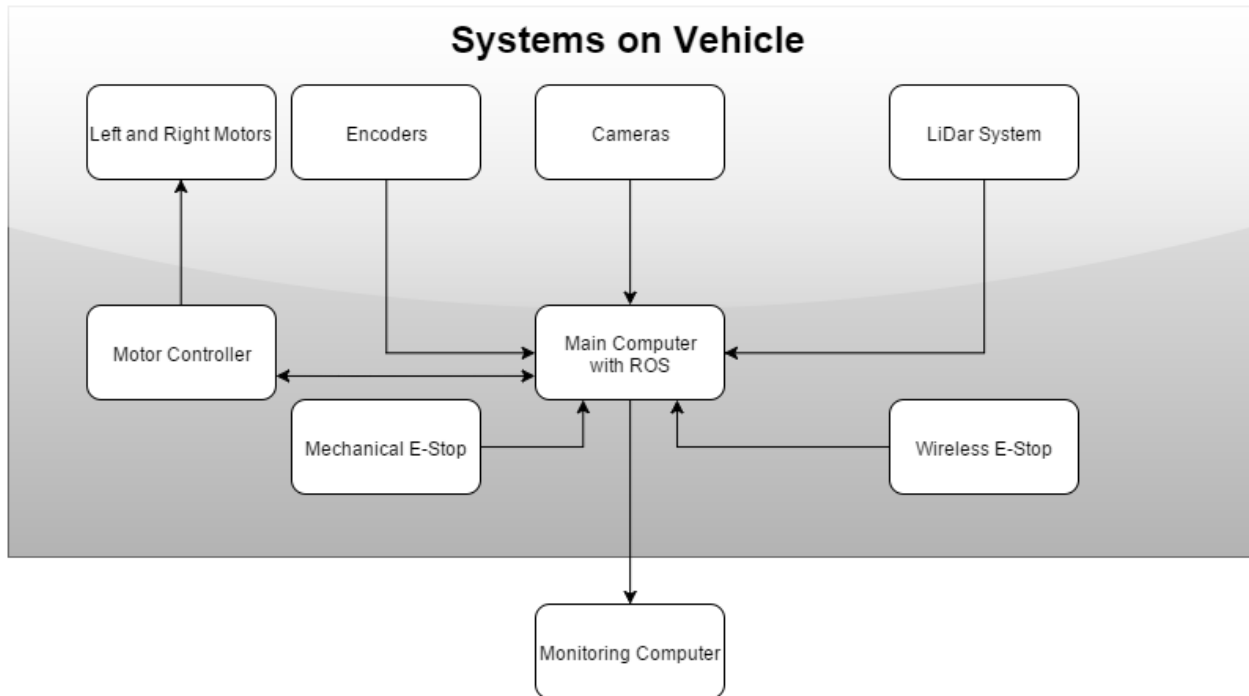 Systems on Vehicle
Left and Right Motors
Encoders
Cameras
LiDar System
Motor Controller
Main Computer
with ROS
Mechanical E-Stop
Wireless E-Stop
Monitoring Computer